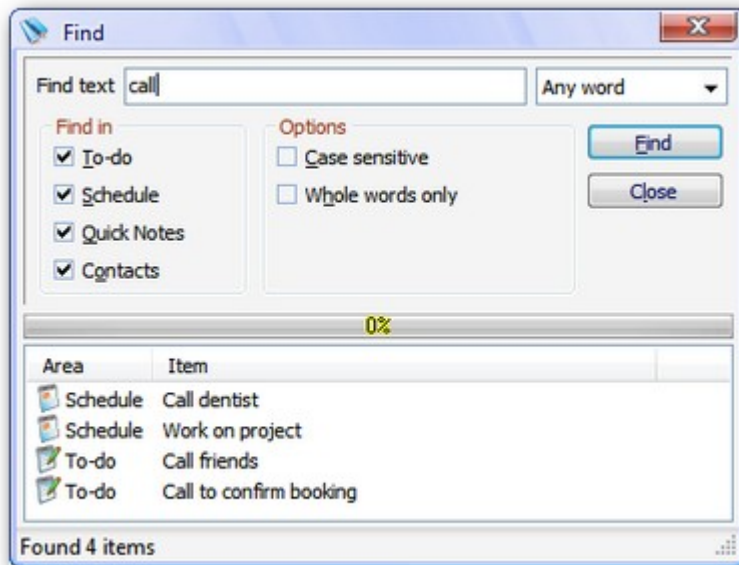 Find
Find text call Any word
Find in
To-do
Schedule
Quick Notes
Contacts
Options
Case sensitive
Whole words only
Find
Close
0%
Area Item
Schedule Call dentist
Schedule Work on project
To-do Call friends
To-do Call to confirm booking
Found 4 items